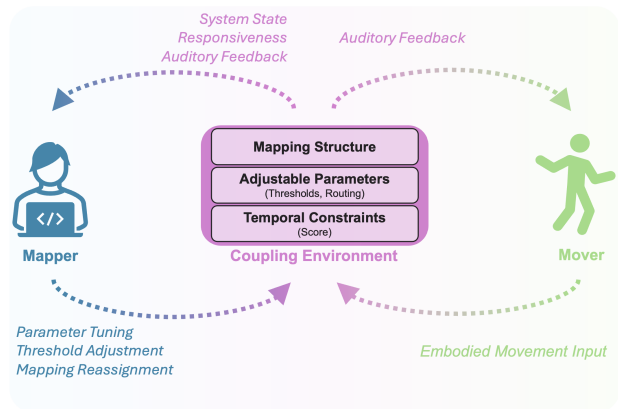 System State
Responsiveness
Auditory Feedback
Auditory Feedback
Mapping Structure
Adjustable Parameters
(Thresholds, Routing)
Temporal Constraints
(Score)
</>
Mapper
Coupling Environment
Mover
Parameter Tuning
Threshold Adjustment
Mapping Reassignment
Embodied Movement Input